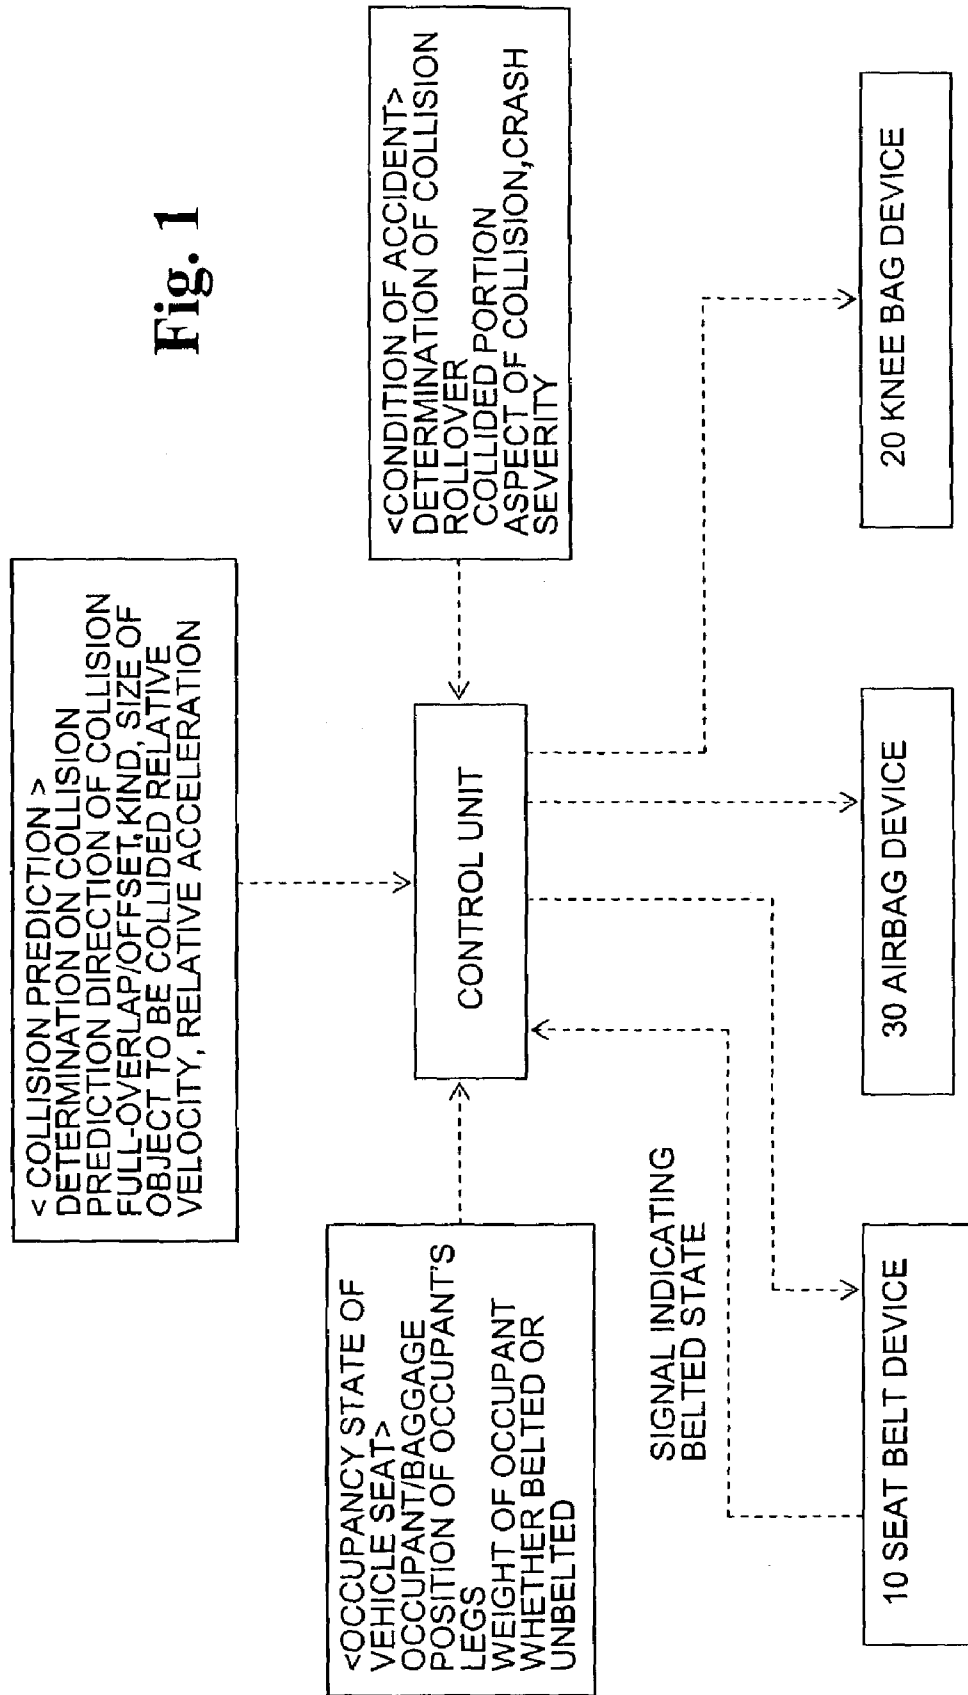 Fig. 1
< COLLISION PREDICTION >
DETERMINATION ON COLLISION
PREDICTION DIRECTION OF COLLISION
FULL-OVERLAP/OFFSET, KIND, SIZE OF
OBJECT TO BE COLLIDED RELATIVE
VELOCITY, RELATIVE ACCELERATION
<OCCUPANCY STATE OF
VEHICLE SEAT>
OCCUPANT/BAGGAGE
POSITION OF OCCUPANT'S
LEGS
WEIGHT OF OCCUPANT
WHETHER BELTED OR
UNBELTED
CONTROL UNIT
<CONDITION OF ACCIDENT>
DETERMINATION OF COLLISION
ROLLOVER
COLLIDED PORTION
ASPECT OF COLLISION,CRASH
SEVERITY
SIGNAL INDICATING
BELTED STATE
10 SEAT BELT DEVICE
30 AIRBAG DEVICE
20 KNEE BAG DEVICE